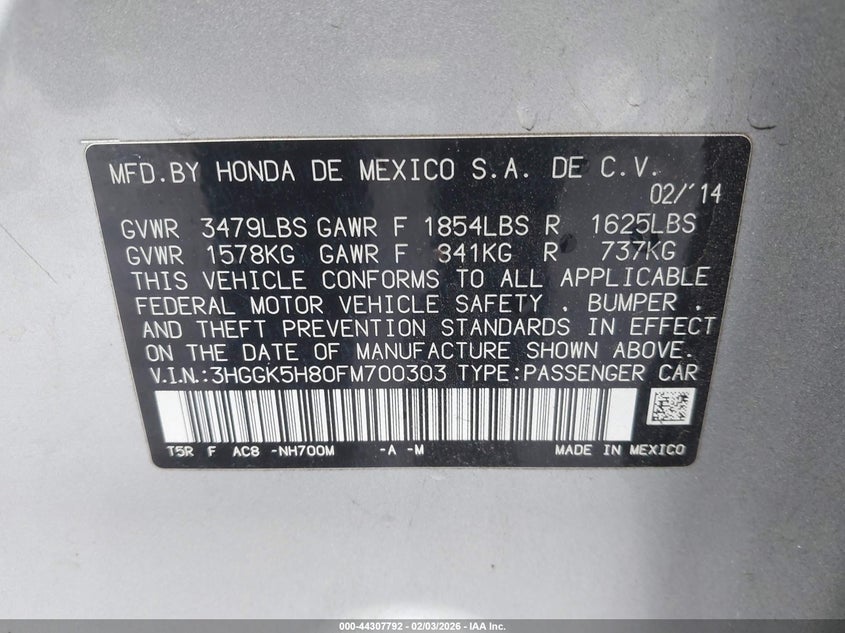 MFD.BY HONDA DE MEXICO S.A. DE C.V.
02/'14
GVWR 3479LBS GAWR F 1854LBS R 1625LBS
GVWR 1578KG GAWR F 841KG R 737KG
THIS VEHICLE CONFORMS TO ALL APPLICABLE
FEDERAL MOTOR VEHICLE SAFETY . BUMPER .
AND THEFT PREVENTION STANDARDS IN EFFECT
ON THE DATE OF MANUFACTURE SHOWN ABOVE.
V.I.N.:3HGGK5H80FM700303 TYPE:PASSENGER CAR
T5R F AC8 -NH700M -A -M MADE IN MEXICO
000-44307792 - 02/03/2026 - IAA Inc.